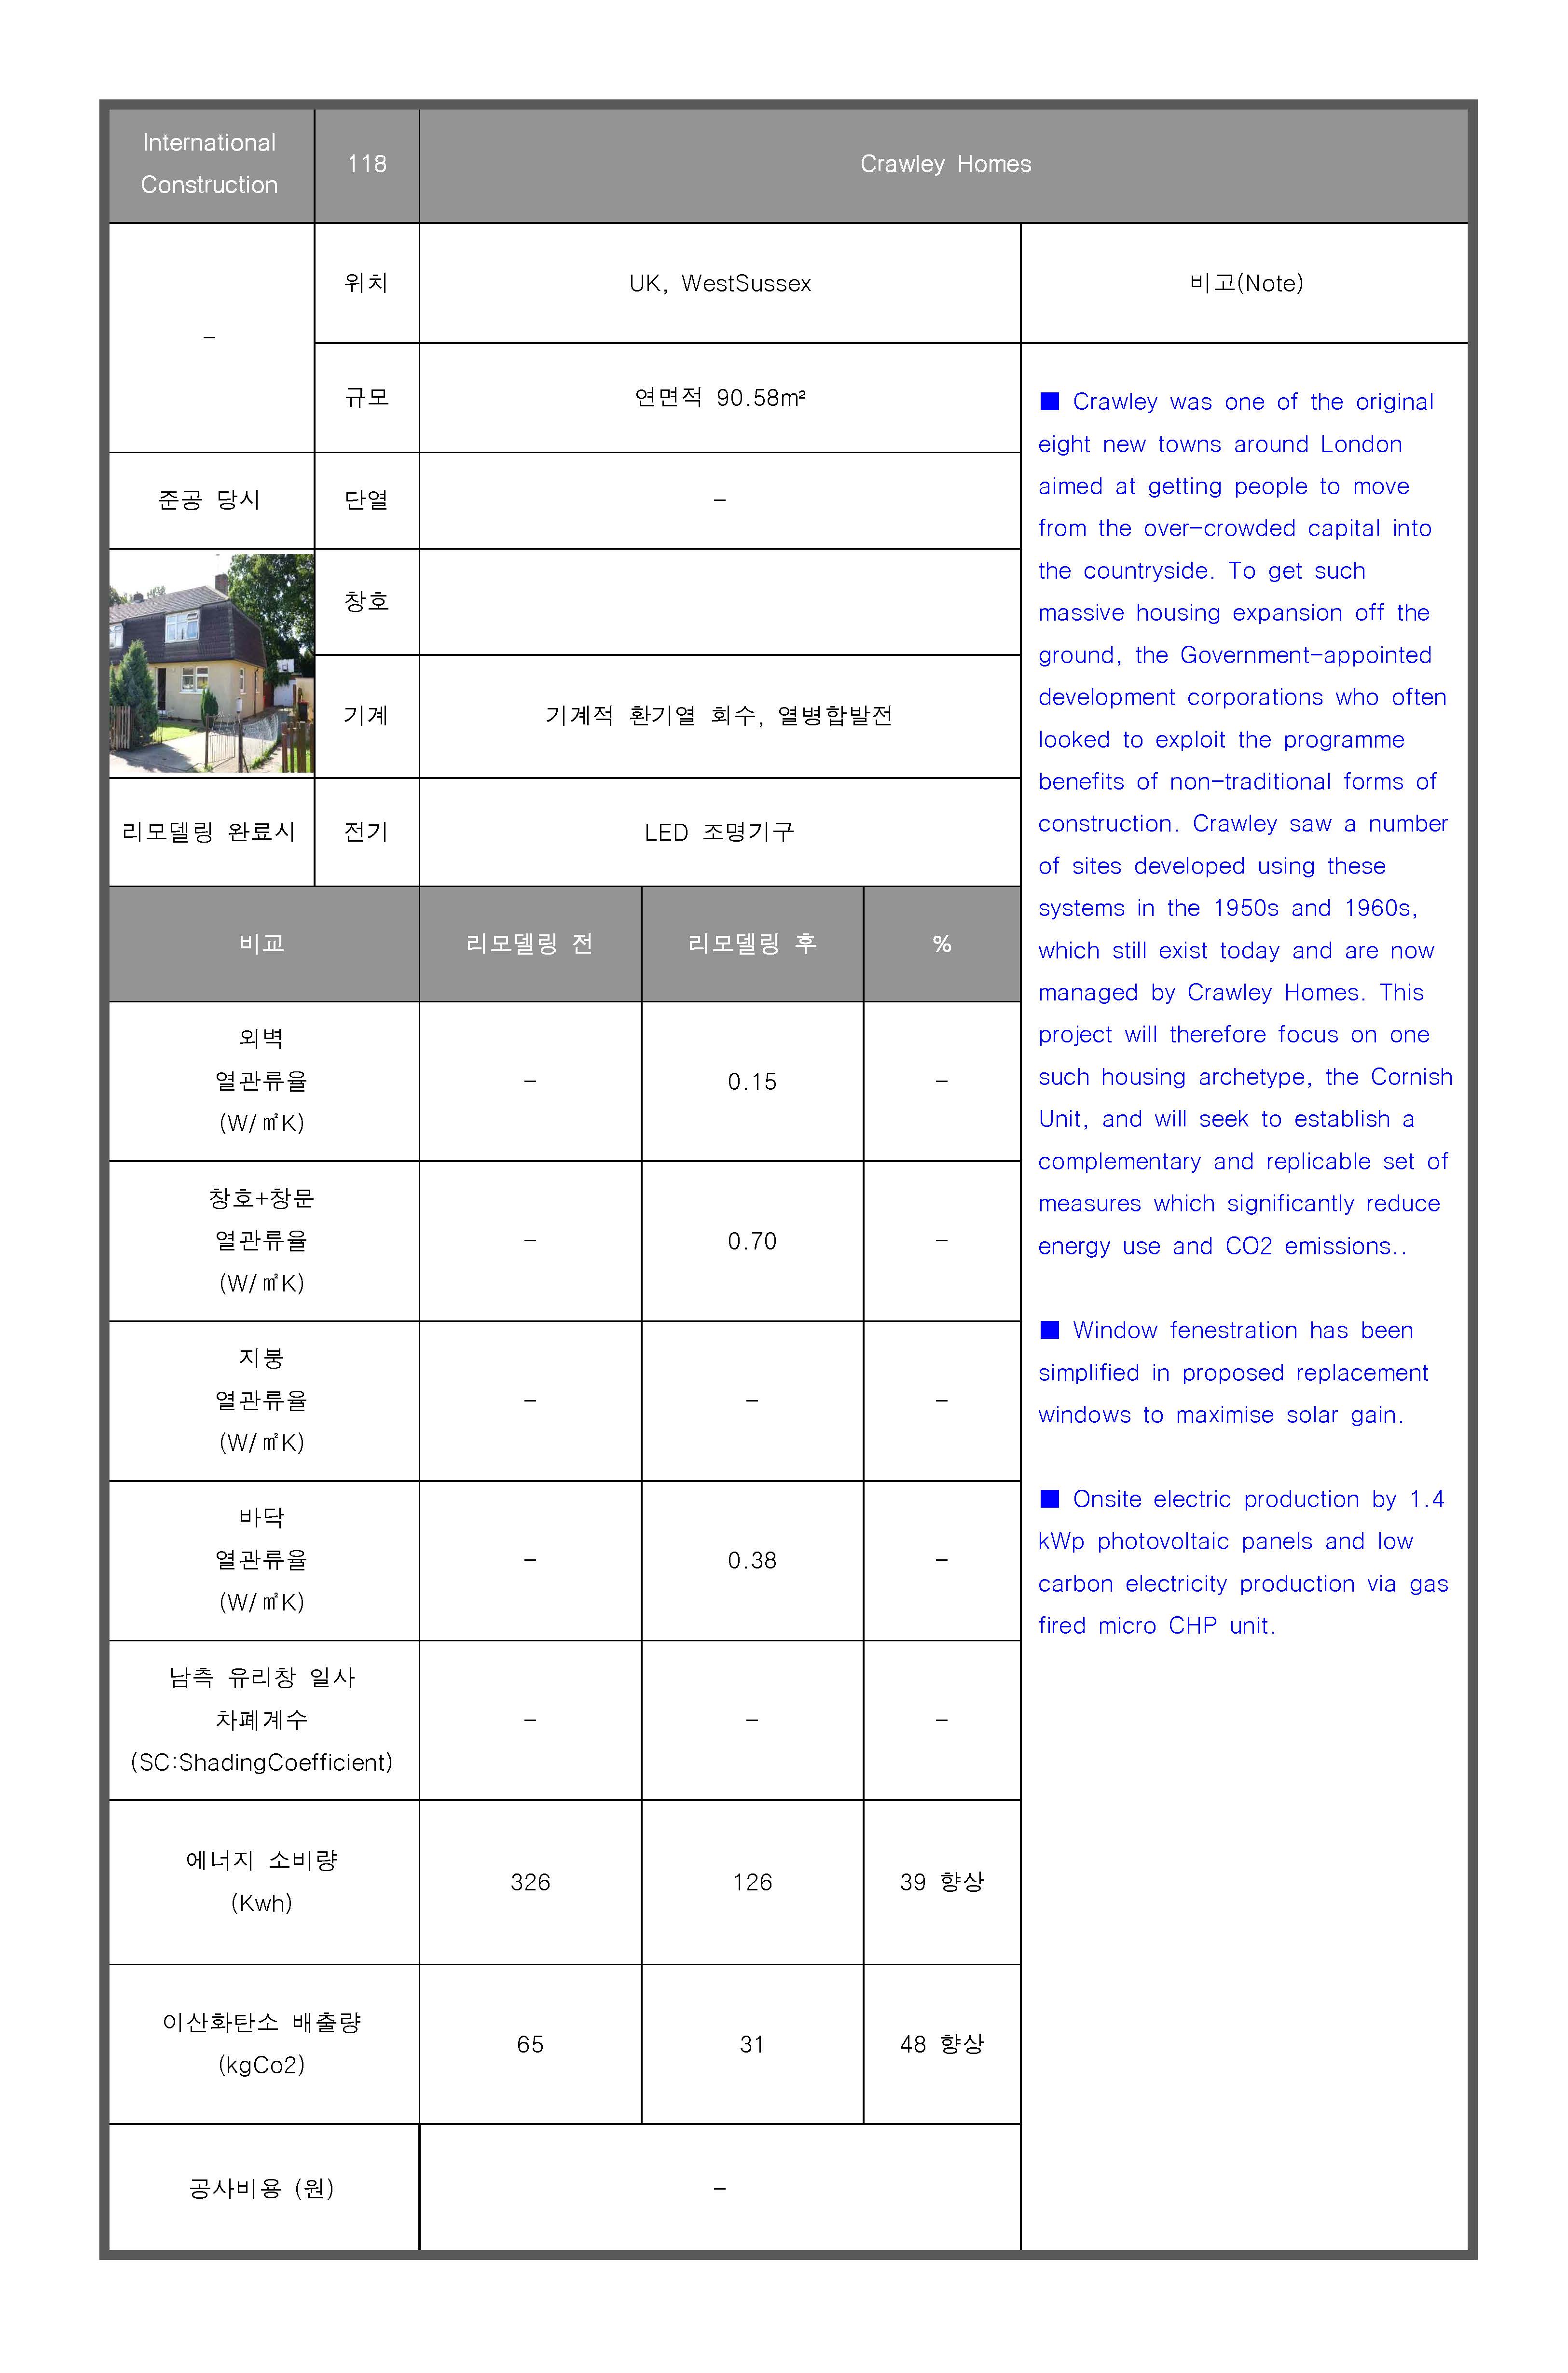 International
Construction
118
Crawley Homes
-
위치
UK, WestSussex
비고(Note)
규모
연면적 90.58m²
준공 당시
단열
-
창호
기계
기계적 환기열 회수, 열병합발전
리모델링 완료시
전기
LED 조명기구
■ Crawley was one of the original
eight new towns around London
aimed at getting people to move
from the over-crowded capital into
the countryside. To get such
massive housing expansion off the
ground, the Government-appointed
development corporations who often
looked to exploit the programme
benefits of non-traditional forms of
construction. Crawley saw a number
of sites developed using these
systems in the 1950s and 1960s,
which still exist today and are now
managed by Crawley Homes. This
project will therefore focus on one
such housing archetype, the Cornish
Unit, and will seek to establish a
complementary and replicable set of
measures which significantly reduce
energy use and CO2 emissions..
■ Window fenestration has been
simplified in proposed replacement
windows to maximise solar gain.
■ Onsite electric production by 1.4
kWp photovoltaic panels and low
carbon electricity production via gas
fired micro CHP unit.
비교
리모델링 전
리모델링 후
%
외벽
열관류율
(W/㎡K)
-
0.15
-
창호+창문
열관류율
(W/㎡K)
-
0.70
-
지붕
열관류율
(W/㎡K)
-
-
-
바닥
열관류율
(W/㎡K)
-
0.38
-
남측 유리창 일사
차폐계수
(SC:ShadingCoefficient)
-
-
-
에너지 소비량
(Kwh)
326
126
39 향상
이산화탄소 배출량
(kgCo2)
65
31
48 향상
공사비용 (원)
-